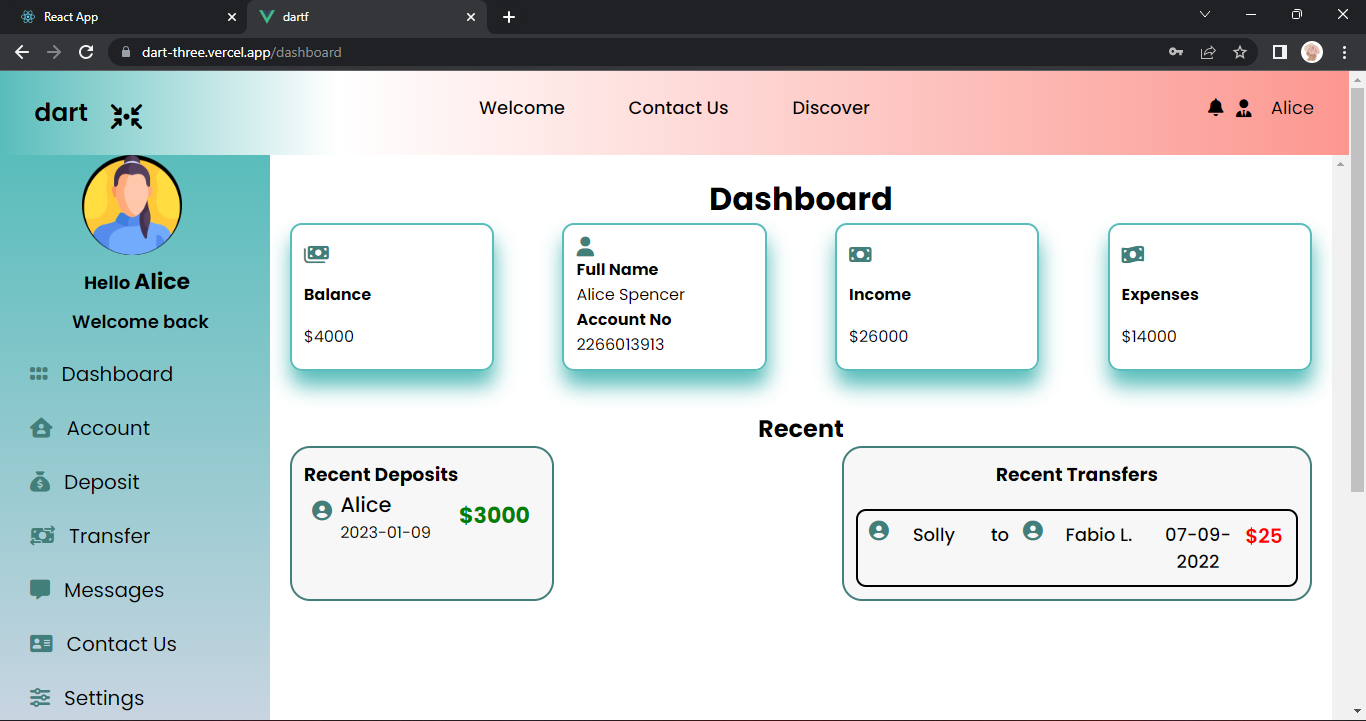 React App
dartf
dart-three.vercel.app/dashboard
dart
Welcome
Contact Us
Discover
Alice
Hello Alice
Welcome back
Dashboard
Account
Deposit
Transfer
Messages
Contact Us
Settings
Dashboard
Balance
$4000
Full Name
Alice Spencer
Account No
2266013913
Income
$26000
Expenses
$14000
Recent
Recent Deposits
Alice
2023-01-09
$3000
Recent Transfers
Solly to Fabio L. 07-09-
2022
$25